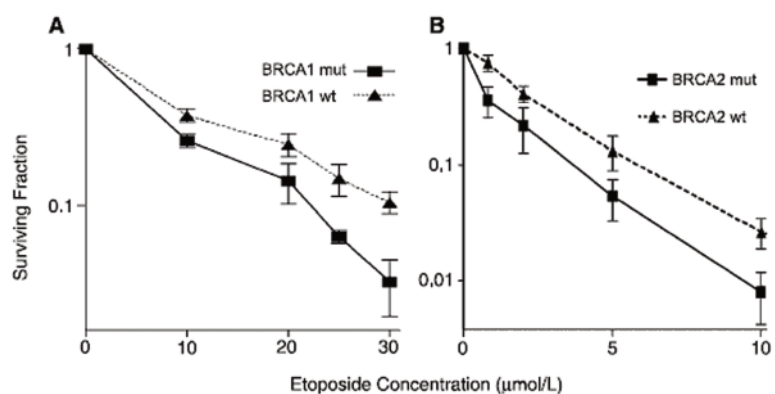 A
1
BRCA1 mut
BRCA1 wt
0.1
Surviving Fraction
0
10
20
30
B
1
BRCA2 mut
BRCA2 wt
0.1
0.01
0
5
10
Etoposide Concentration (μmol/L)